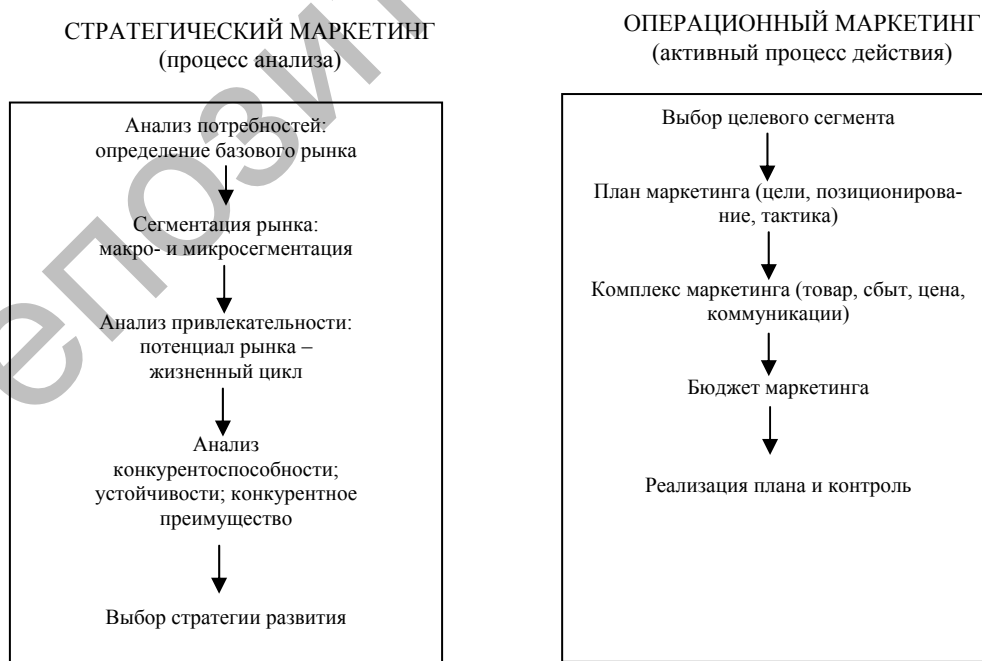 СТРАТЕГИЧЕСКИЙ МАРКЕТИНГ
(процесс анализа)
Анализ потребностей:
определение базового рынка
Сегментация рынка:
макро- и микросегментация
Анализ привлекательности:
потенциал рынка –
жизненный цикл
Анализ
конкурентоспособности;
устойчивости; конкурентное
преимущество
Выбор стратегии развития
ОПЕРАЦИОННЫЙ МАРКЕТИНГ
(активный процесс действия)
Выбор целевого сегмента
План маркетинга (цели, позиционирова-
ние, тактика)
Комплекс маркетинга (товар, сбыт, цена,
коммуникации)
Бюджет маркетинга
Реализация плана и контроль